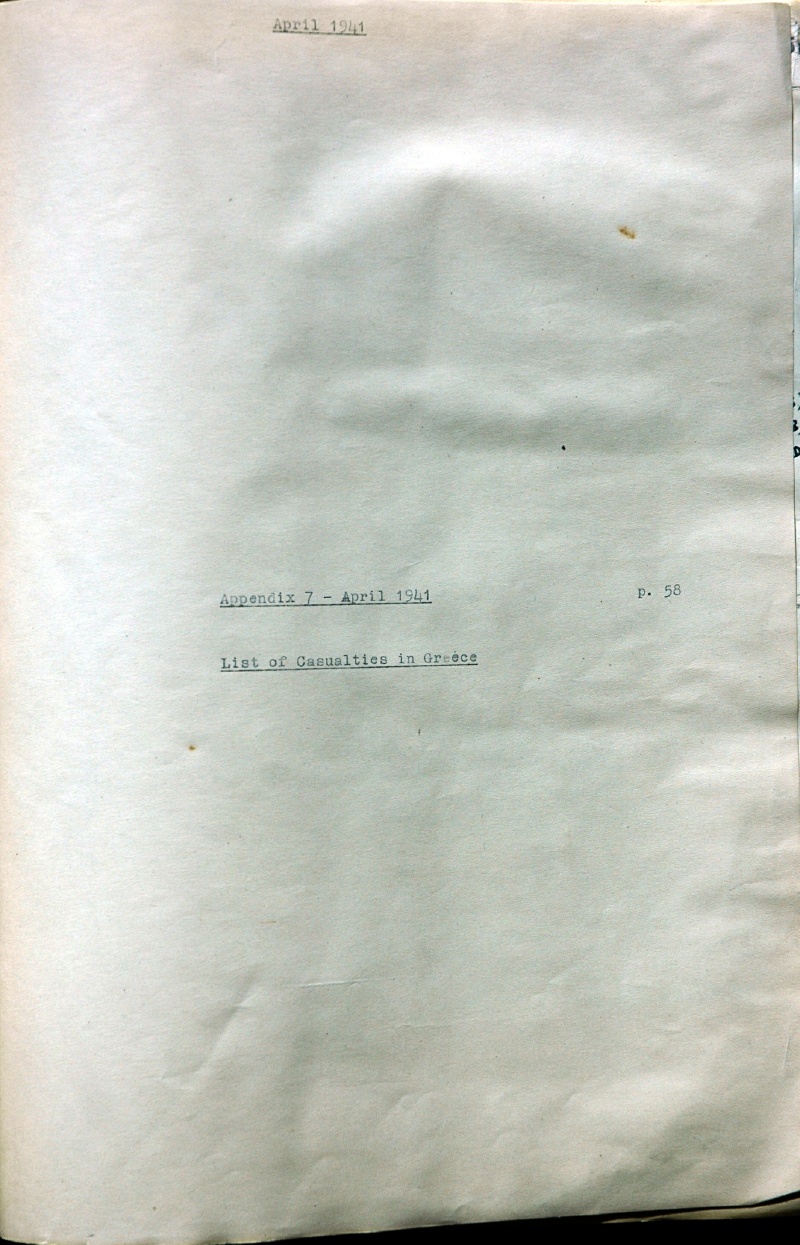 April 1941
Appendix 7 - April 1941 p. 58
List of Casualties in Greece